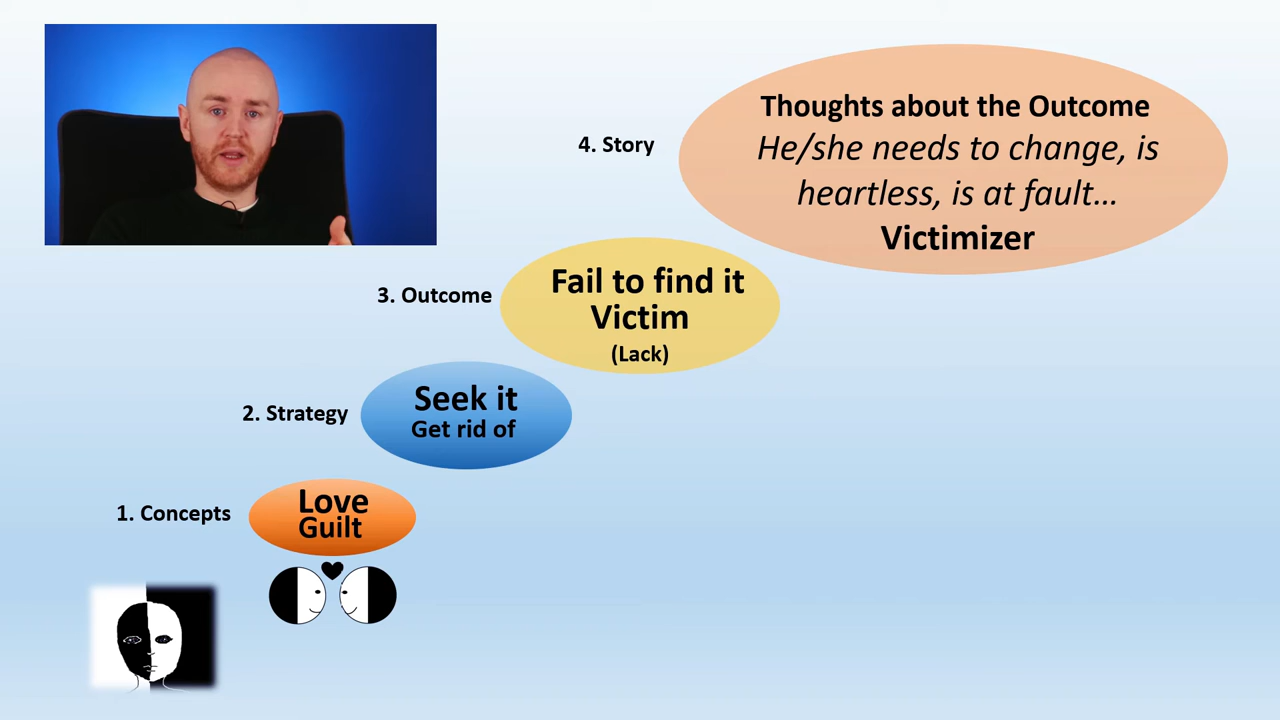 Thoughts about the Outcome
4. Story
He/she needs to change, is
heartless, is at fault...
Victimizer
3. Outcome
Fail to find it
Victim
(Lack)
2. Strategy
Seek it
Get rid of
1. Concepts
Love
Guilt